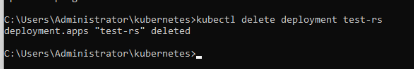 C:\Users\Administrator\kubernetes>kubectl delete deployment test-rs
deployment.apps "test-rs" deleted
C:\Users\Administrator\kubernetes>